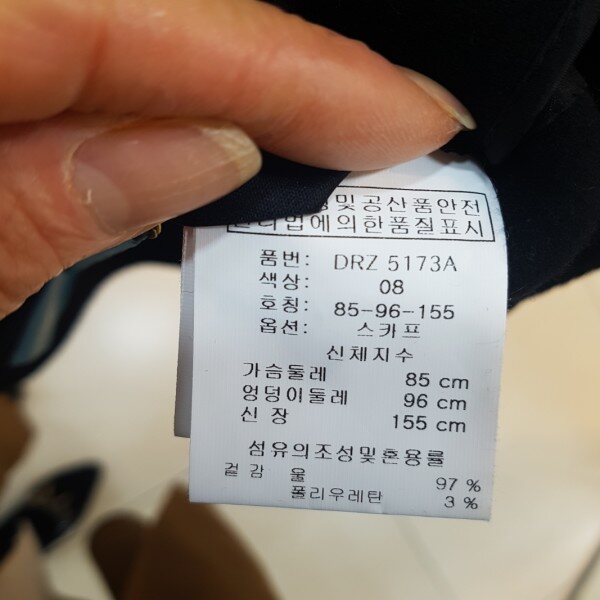 및공산품안전
관리법에의한품질표시
품번: DRZ 5173A
색상: 08
호칭: 85-96-155
옵션: 스카프
신체지수
가슴둘레 85 cm
엉덩이둘레 96 cm
신 장 155 cm
섬유의조성및혼용률
겉감 울 97 %
폴리우레탄 3 %